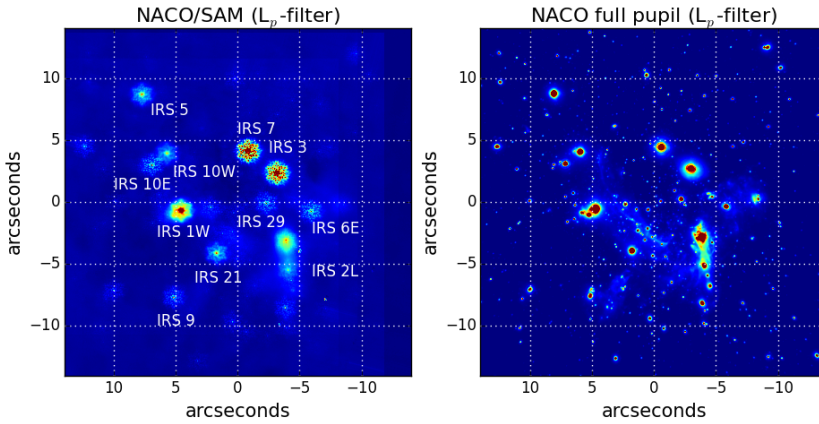 NACO/SAM (Lp-filter)
NACO full pupil (Lp-filter)
IRS 5
IRS 7
IRS 3
IRS 10W
IRS 10E
IRS 29
IRS 1W
IRS 6E
IRS 21
IRS 2L
IRS 9
10
5
0
−5
−10
10 5 0 −5 −10
arcseconds
arcseconds
10
5
0
−5
−10
10 5 0 −5 −10
arcseconds
arcseconds